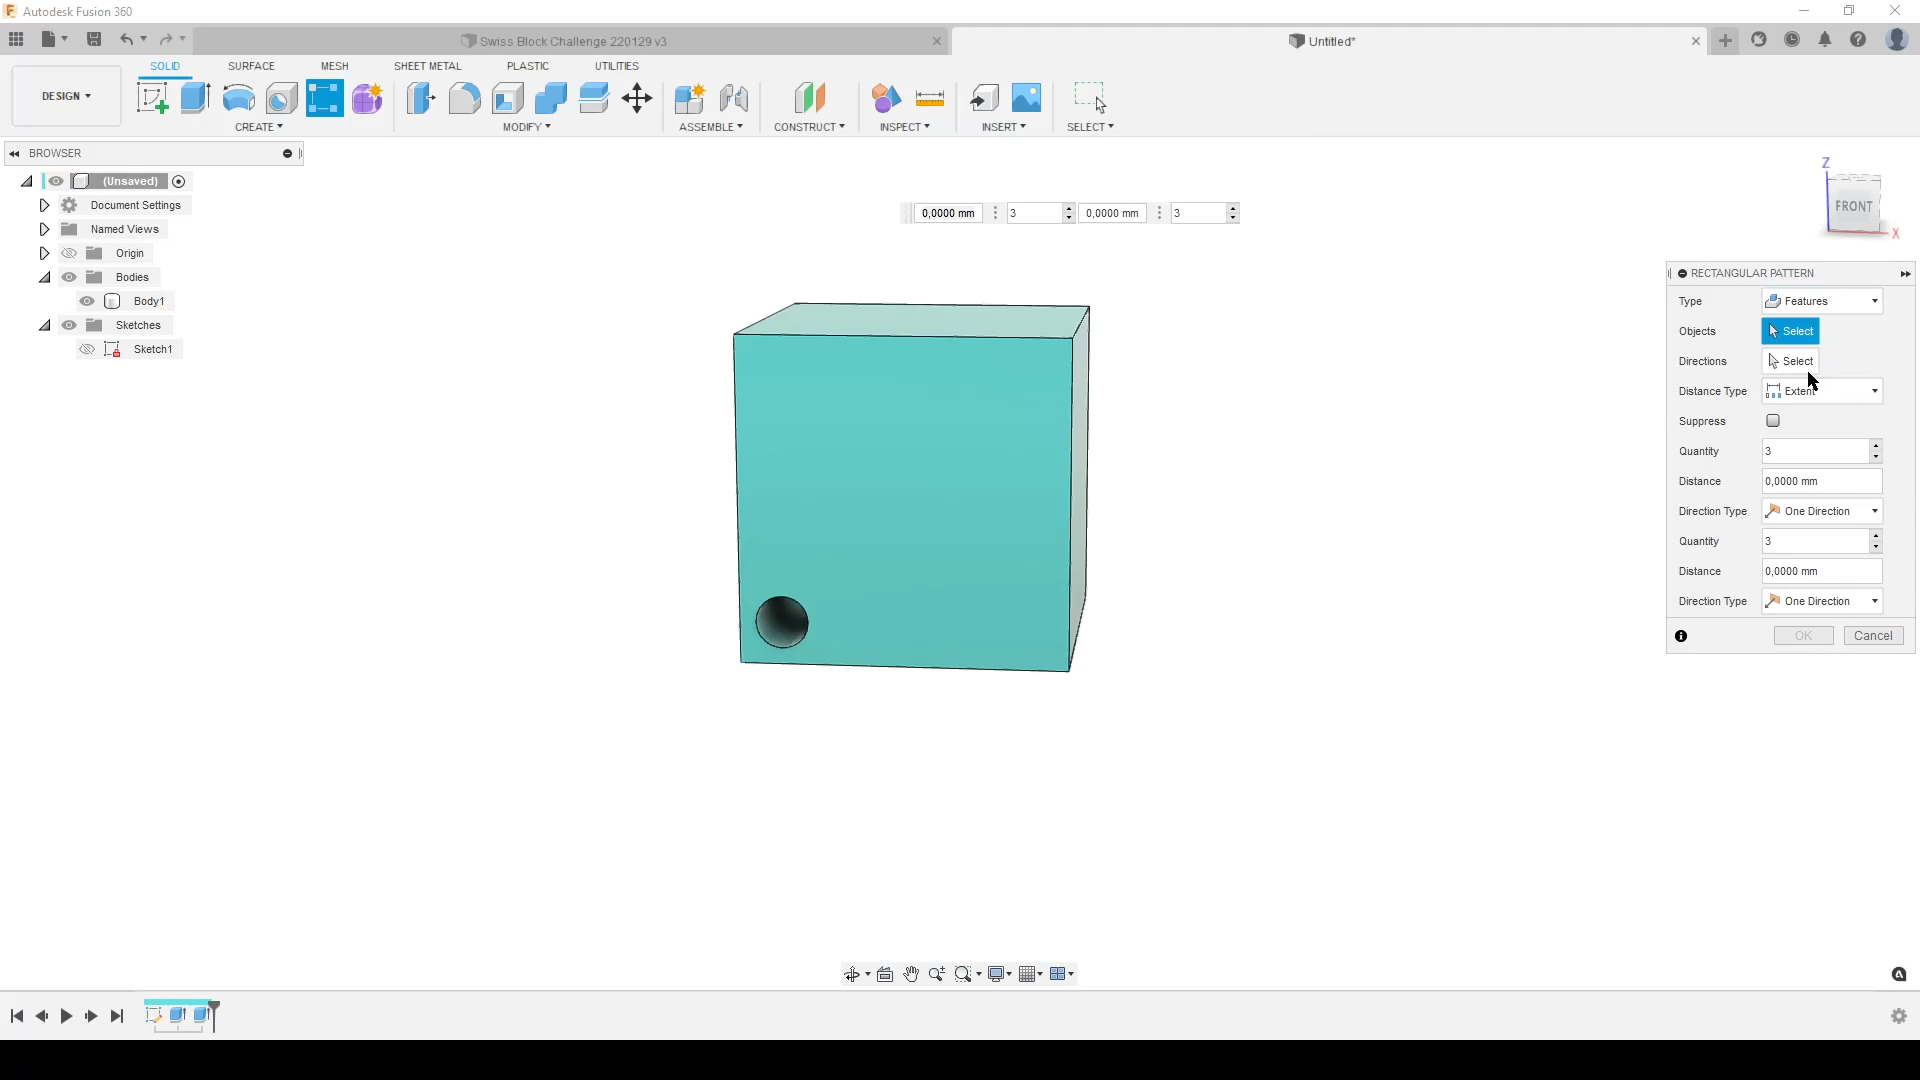 Autodesk Fusion 360
Swiss Block Challenge 220129 v3
Untitled*
SOLID SURFACE MESH SHEET METAL PLASTIC UTILITIES
DESIGN
CREATE MODIFY ASSEMBLE CONSTRUCT INSPECT INSERT SELECT
BROWSER
(Unsaved)
Document Settings
Named Views
Origin
Bodies
Body1
Sketches
Sketch1
0,0000 mm 3 0,0000 mm 3
Z
FRONT
X
RECTANGULAR PATTERN
Type Features
Objects Select
Directions Select
Distance Type Extent
Suppress
Quantity 3
Distance 0,0000 mm
Direction Type One Direction
Quantity 3
Distance 0,0000 mm
Direction Type One Direction
OK Cancel